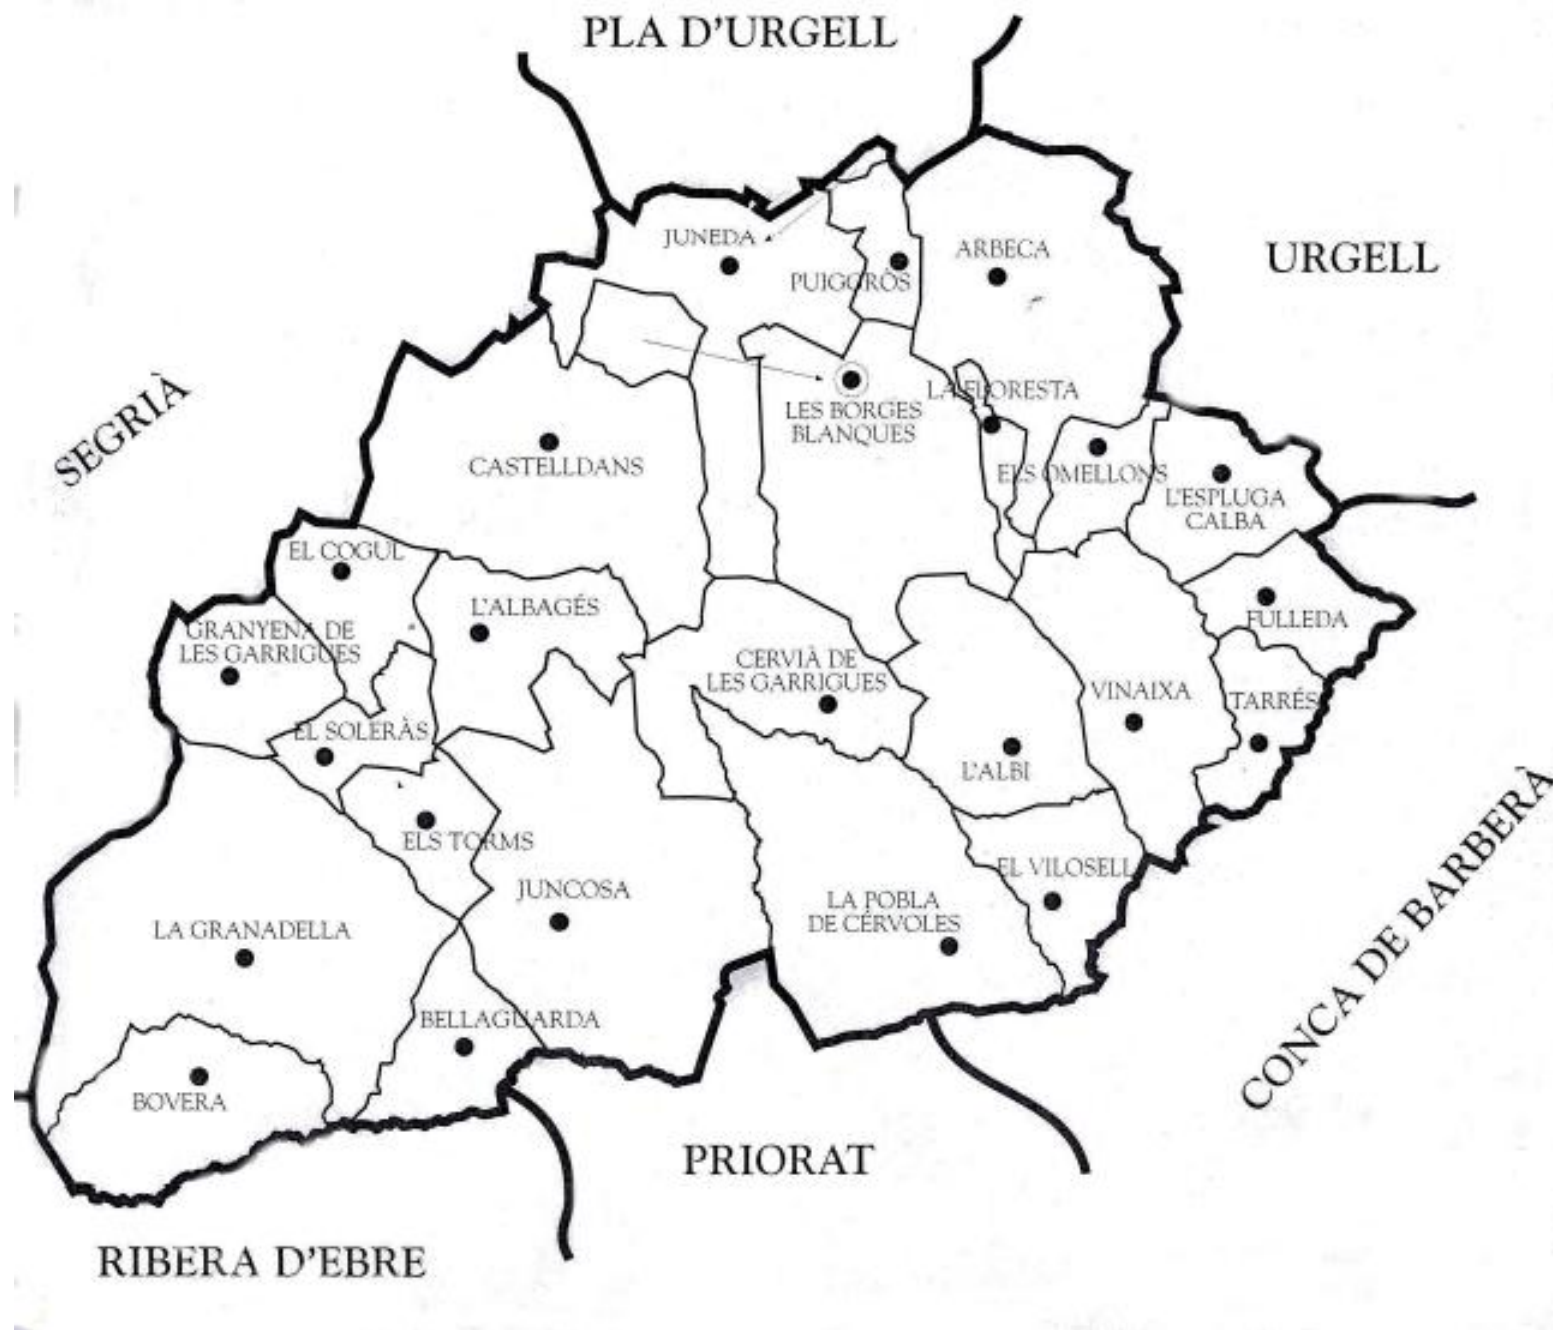 PLA D'URGELL
JUNEDA
ARBECA
URGELL
PUIGGRÒS
SEGRIÀ
LA FLORESTA
LES BORGES
BLANQUES
CASTELLDANS
ELS OMELLONS
L'ESPLUGA
CALBA
EL COGUL
L'ALBAGÉS
FULLEDA
GRANYENA DE
LES GARRIGUES
CERVIÀ DE
LES GARRIGUES
VINAIXA
TARRÉS
EL SOLERÀS
L'ALBI
ELS TORMS
EL VILOSELL
JUNCOSA
LA POBLA
DE CÉRVOLES
LA GRANADELLA
CONCA DE BARBERÀ
BELLAGUARDA
BOVERA
PRIORAT
RIBERA D'EBRE